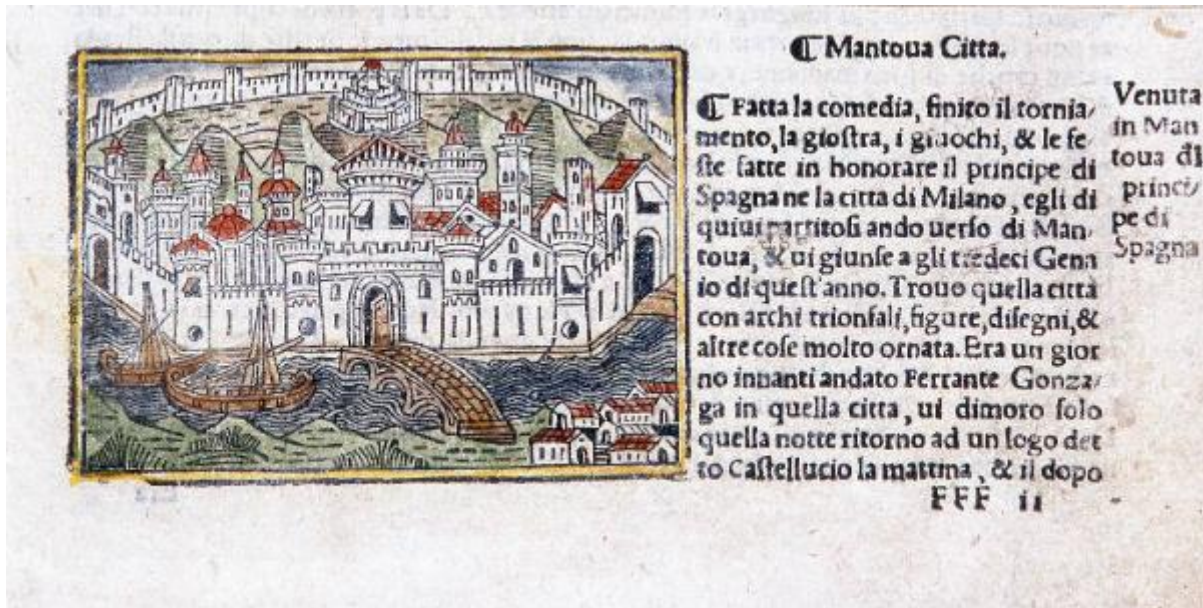 ❡ Mantoua Citta.
❡ Fatta la comedia, finito il tornia/
mento, la gioſtra, i giuochi, & le fe/
ſte fatte in honorare il principe di
Spagna ne la citta di Milano, egli di
quiui partitoſi ando uerſo di Man/
toua, & ui giunſe a gli tredeci Gena
io di queſt'anno. Trouo quella citta
con archi trionfali, figure, diſegni, &
altre coſe molto ornata. Era un gior
no innanti andato Ferrante Gonza/
ga in quella citta, ui dimoro ſolo
quella notte ritorno ad un logo det
to Caſtellucio la mattina, & il dopo
FFF ii
Venuta
in Man
toua di
princi/
pe di
Spagna